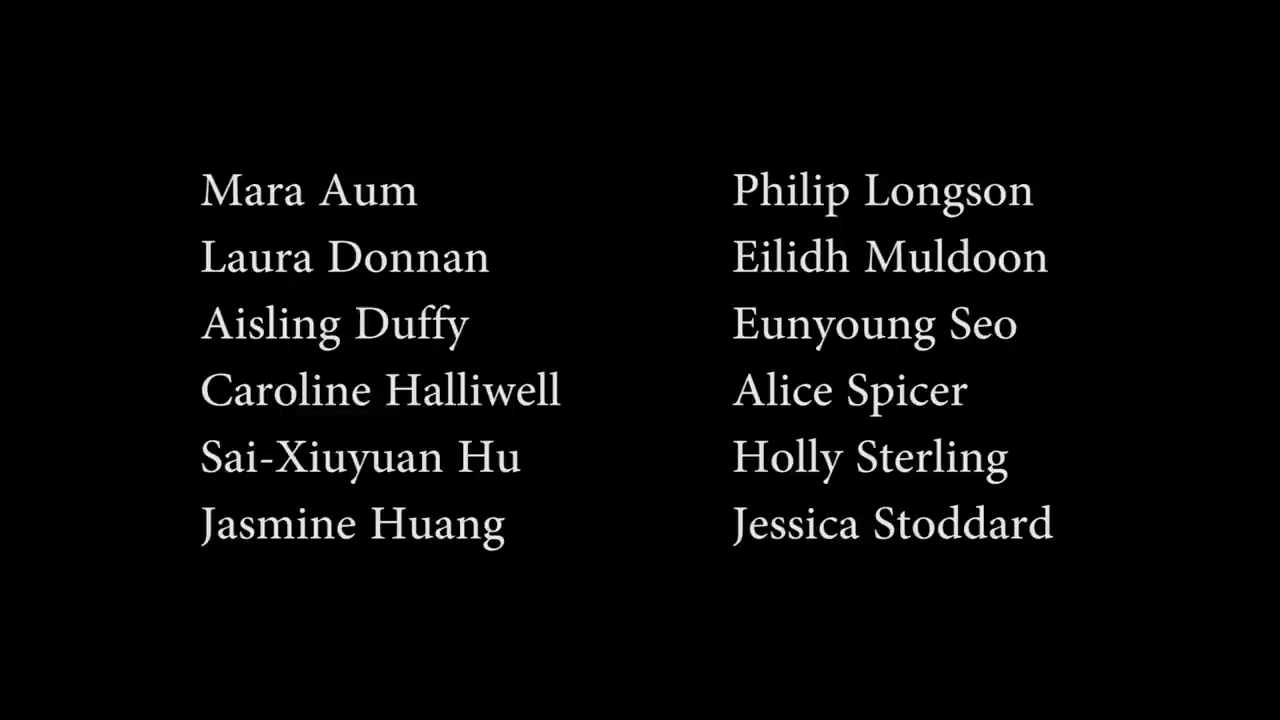 Mara Aum
Laura Donnan
Aisling Duffy
Caroline Halliwell
Sai-Xiuyuan Hu
Jasmine Huang
Philip Longson
Eilidh Muldoon
Eunyoung Seo
Alice Spicer
Holly Sterling
Jessica Stoddard